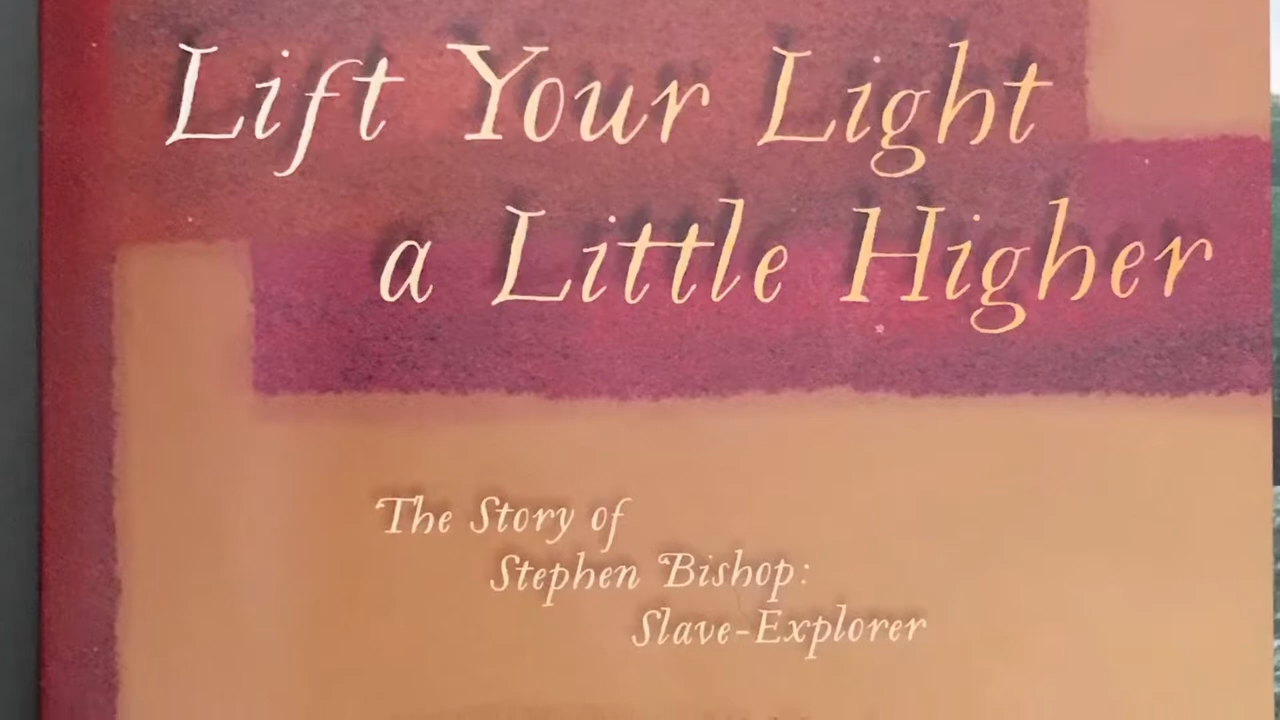 Lift Your Light
a Little Higher
The Story of
Stephen Bishop:
Slave-Explorer